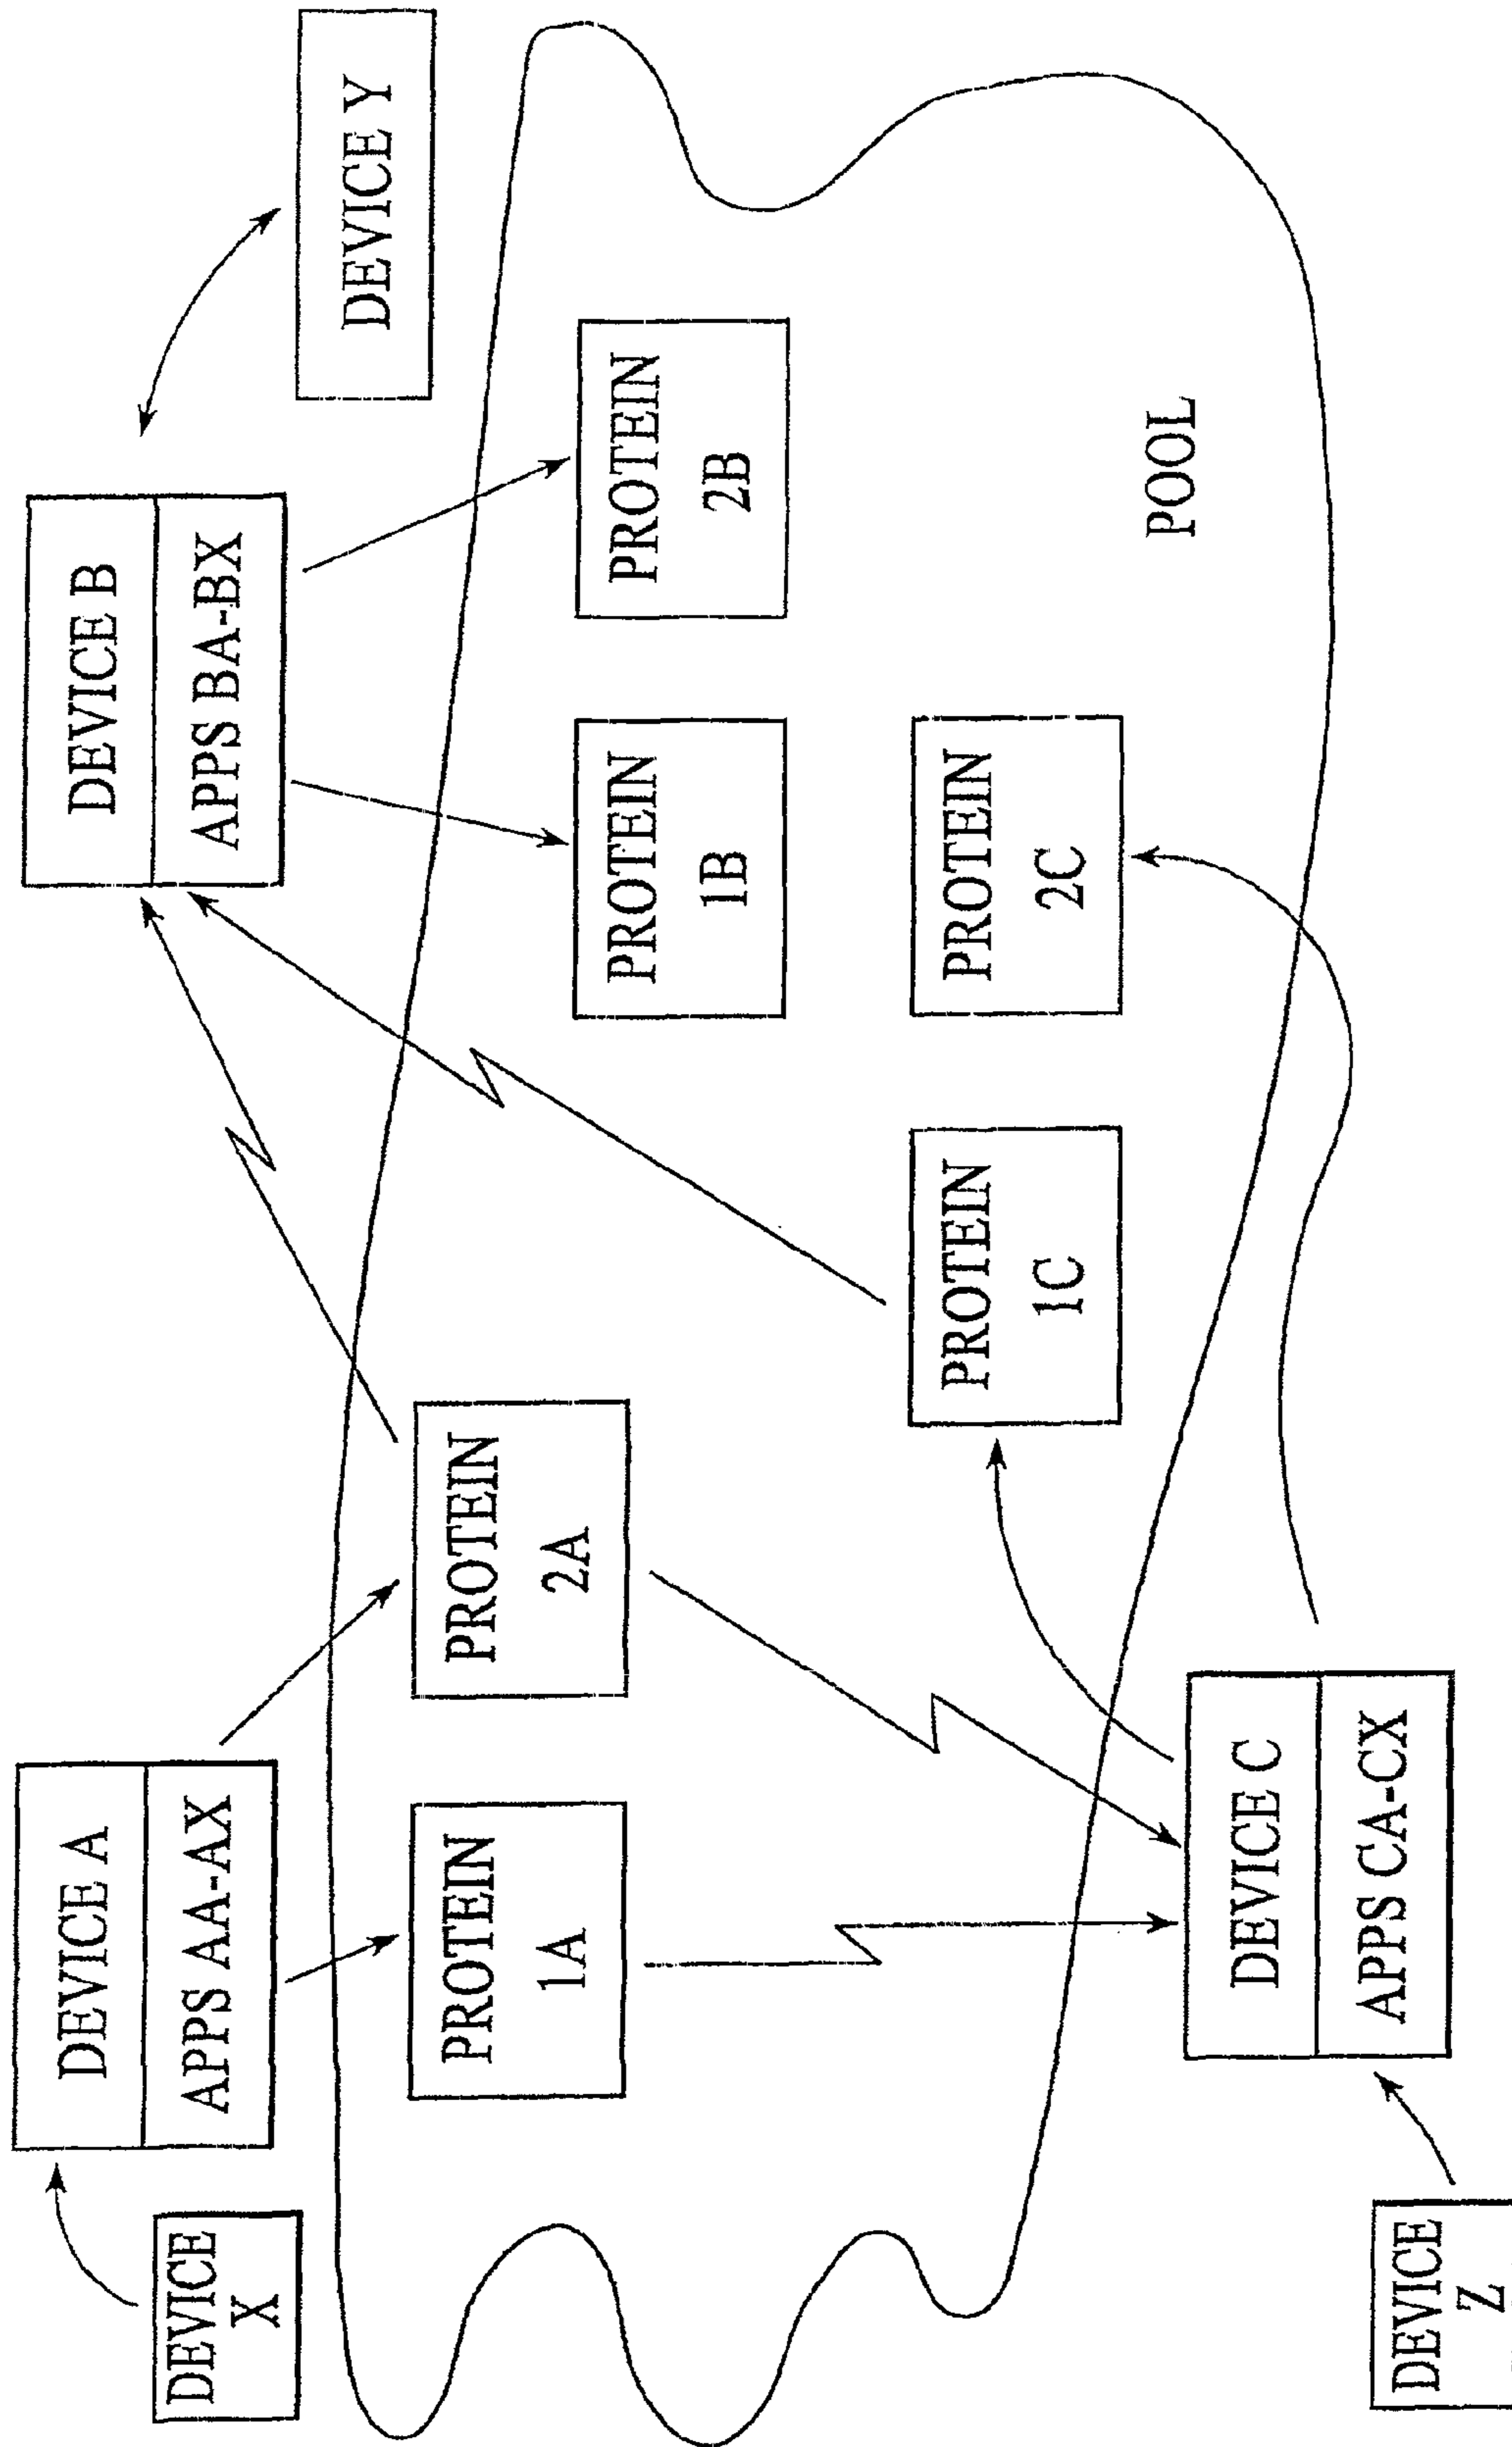 DEVICE
X
DEVICE A
APPS AA-AX
DEVICE B
APPS BA-BX
DEVICE Y
PROTEIN
1A
PROTEIN
2A
PROTEIN
1B
PROTEIN
2B
PROTEIN
1C
PROTEIN
2C
POOL
DEVICE C
APPS CA-CX
DEVICE
Z